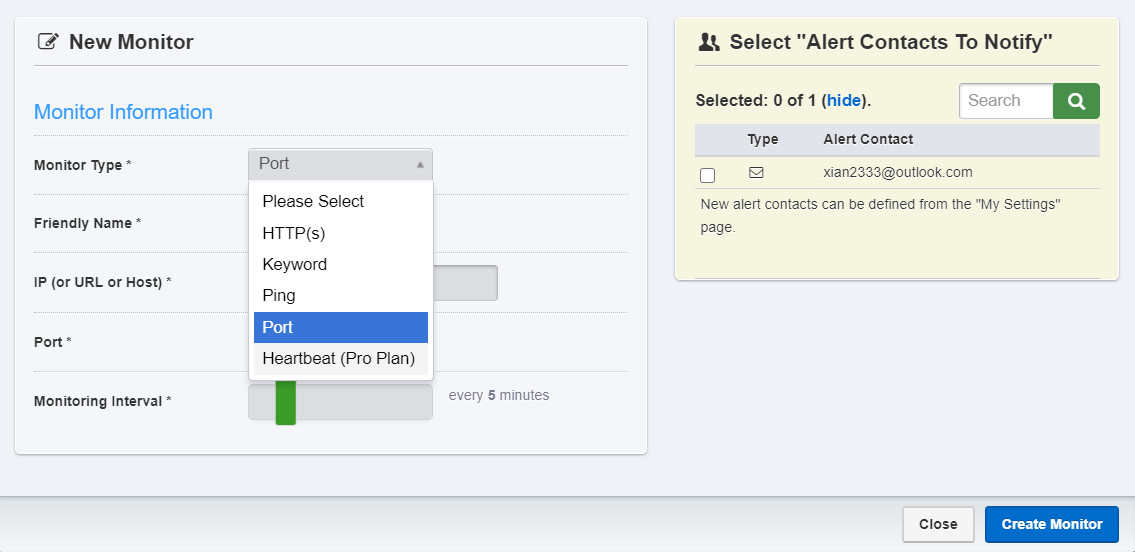 New Monitor
Monitor Information
Monitor Type *
Port
Please Select
HTTP(s)
Keyword
Ping
Port
Heartbeat (Pro Plan)
Friendly Name *
IP (or URL or Host) *
Port *
Monitoring Interval *
every 5 minutes
Select "Alert Contacts To Notify"
Selected: 0 of 1 (hide).
Search
Type Alert Contact
xian2333@outlook.com
New alert contacts can be defined from the "My Settings"
page.
Close
Create Monitor